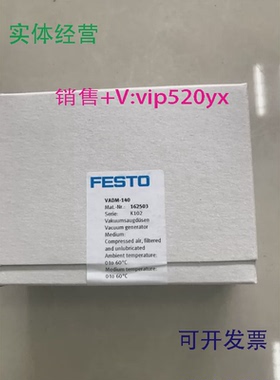 实体经营
销售+V:vip520yx
FESTO
VADM-140
Mat.-Nr.: 162503
Serie: K102
Vakuumsaugdüsen
Vacuum generator
Medium:
Compressed air, filtered
and unlubricated
Ambient temperature:
0 to 60°C
Medium temperature:
0 to 60°C
可开发票